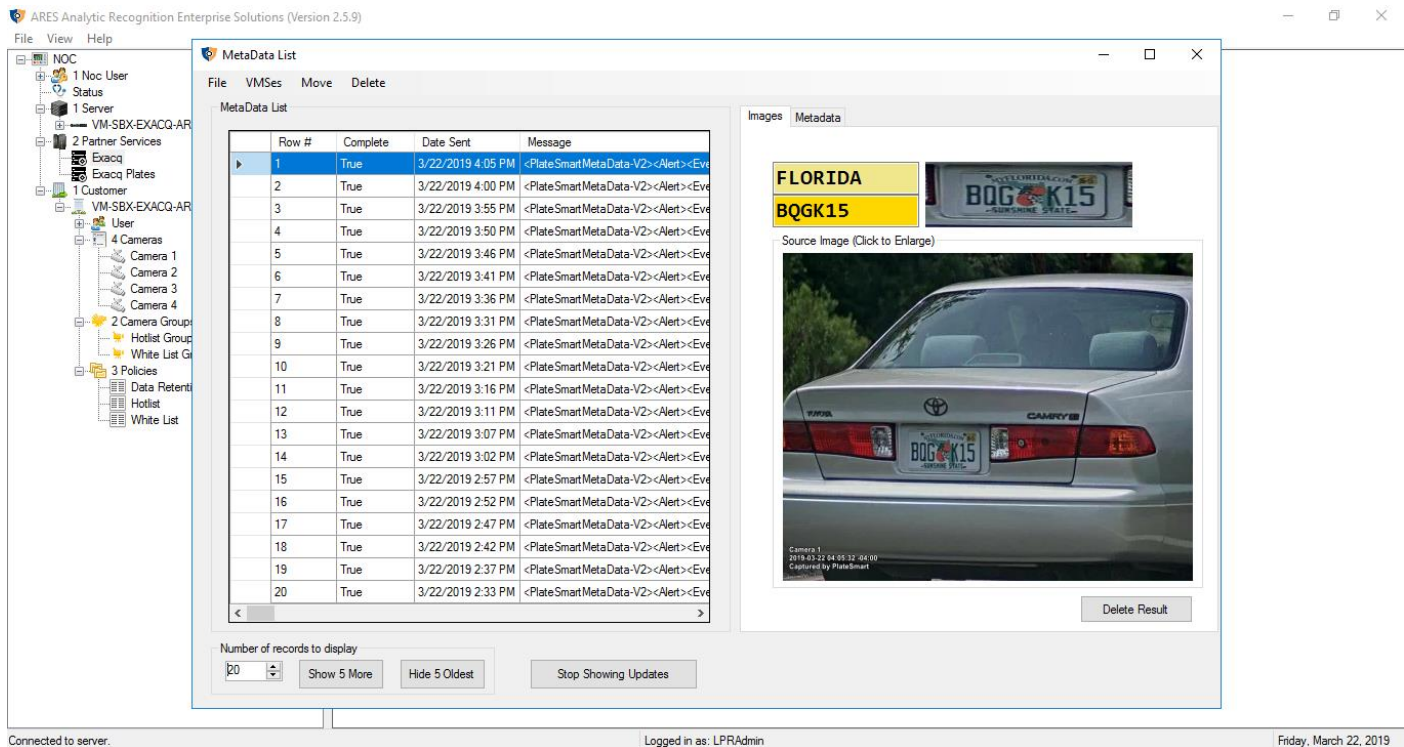 ARES Analytic Recognition Enterprise Solutions (Version 2.5.9)
File View Help
NOC
1 Noc User
Status
1 Server
VM-SBX-EXACQ-AR
2 Partner Services
Exacq
Exacq Plates
1 Customer
VM-SBX-EXACQ-AR
User
4 Cameras
Camera 1
Camera 2
Camera 3
Camera 4
2 Camera Groups
Hotlist Group
White List G
3 Policies
Data Retenti
Hotlist
White List
MetaData List
File VMSes Move Delete
MetaData List
Row # Complete Date Sent Message
1 True 3/22/2019 4:05 PM <PlateSmartMetaData-V2><Alert><Eve
2 True 3/22/2019 4:00 PM <PlateSmartMetaData-V2><Alert><Eve
3 True 3/22/2019 3:55 PM <PlateSmartMetaData-V2><Alert><Eve
4 True 3/22/2019 3:50 PM <PlateSmartMetaData-V2><Alert><Eve
5 True 3/22/2019 3:46 PM <PlateSmartMetaData-V2><Alert><Eve
6 True 3/22/2019 3:41 PM <PlateSmartMetaData-V2><Alert><Eve
7 True 3/22/2019 3:36 PM <PlateSmartMetaData-V2><Alert><Eve
8 True 3/22/2019 3:31 PM <PlateSmartMetaData-V2><Alert><Eve
9 True 3/22/2019 3:26 PM <PlateSmartMetaData-V2><Alert><Eve
10 True 3/22/2019 3:21 PM <PlateSmartMetaData-V2><Alert><Eve
11 True 3/22/2019 3:16 PM <PlateSmartMetaData-V2><Alert><Eve
12 True 3/22/2019 3:11 PM <PlateSmartMetaData-V2><Alert><Eve
13 True 3/22/2019 3:07 PM <PlateSmartMetaData-V2><Alert><Eve
14 True 3/22/2019 3:02 PM <PlateSmartMetaData-V2><Alert><Eve
15 True 3/22/2019 2:57 PM <PlateSmartMetaData-V2><Alert><Eve
16 True 3/22/2019 2:52 PM <PlateSmartMetaData-V2><Alert><Eve
17 True 3/22/2019 2:47 PM <PlateSmartMetaData-V2><Alert><Eve
18 True 3/22/2019 2:42 PM <PlateSmartMetaData-V2><Alert><Eve
19 True 3/22/2019 2:37 PM <PlateSmartMetaData-V2><Alert><Eve
20 True 3/22/2019 2:33 PM <PlateSmartMetaData-V2><Alert><Eve
Number of records to display
20 Show 5 More Hide 5 Oldest Stop Showing Updates
Images Metadata
FLORIDA
BQGK15
MYFLORIDA.COM
BQG K15
SUNSHINE STATE
Source Image (Click to Enlarge)
TOYOTA CAMRY
MYFLORIDA.COM
BQG K15
SUNSHINE STATE
Camera 1
2019-03-22 04:05:32 -04:00
Captured by PlateSmart
Delete Result
Connected to server. Logged in as: LPRAdmin Friday, March 22, 2019